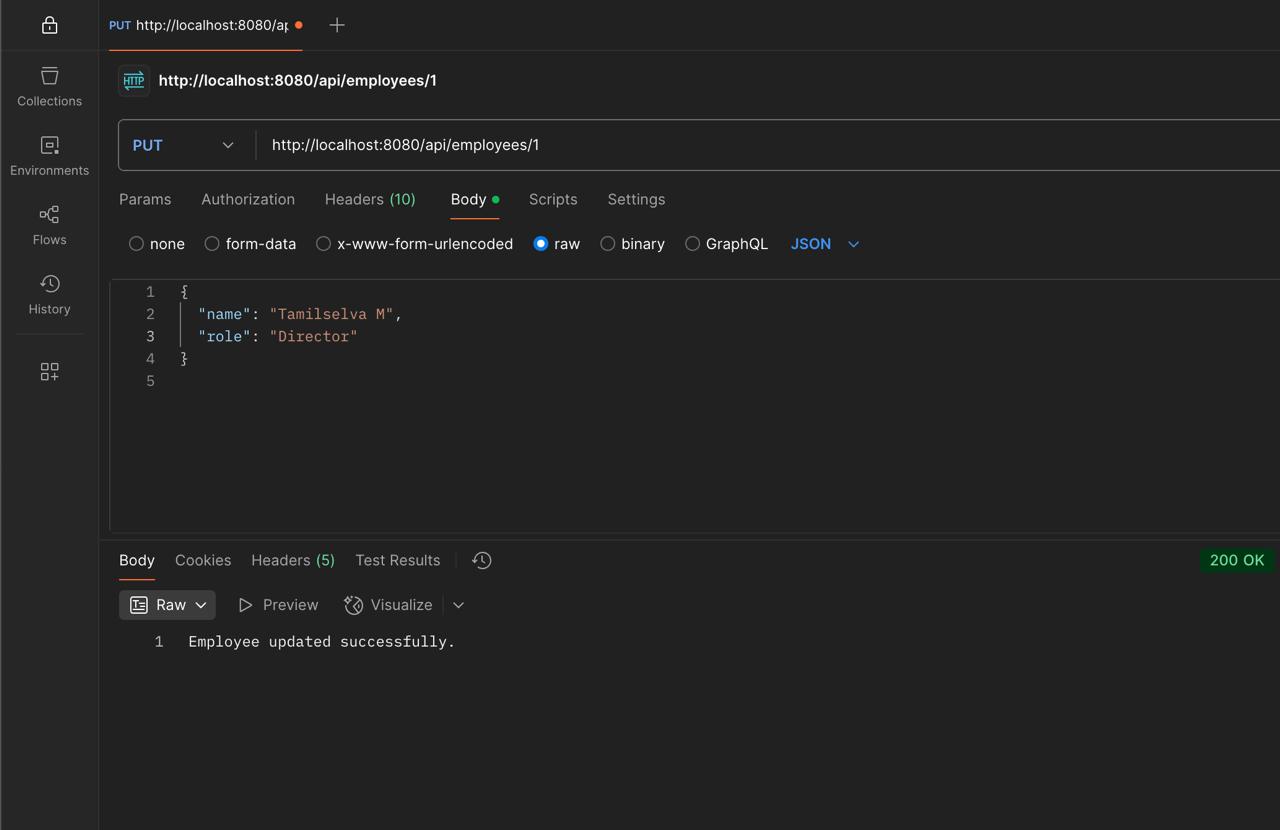 PUT http://localhost:8080/ap
HTTP http://localhost:8080/api/employees/1
Collections
Environments
Flows
History
PUT http://localhost:8080/api/employees/1
Params Authorization Headers (10) Body Scripts Settings
none form-data x-www-form-urlencoded raw binary GraphQL JSON
1 {
2 "name": "Tamilselva M",
3 "role": "Director"
4 }
5
Body Cookies Headers (5) Test Results 200 OK
Raw Preview Visualize
1 Employee updated successfully.